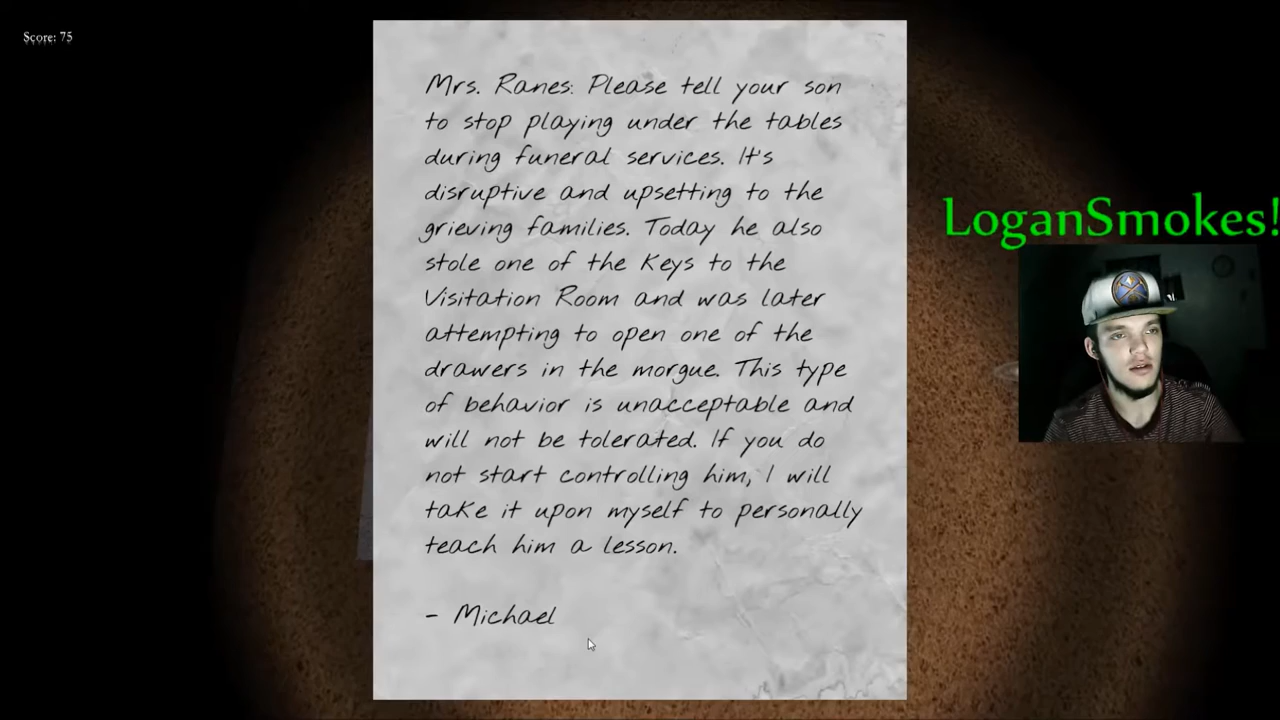 Score: 75
Mrs. Ranes: Please tell your son
to stop playing under the tables
during funeral services. It's
disruptive and upsetting to the
grieving families. Today he also
stole one of the keys to the
Visitation Room and was later
attempting to open one of the
drawers in the morgue. This type
of behavior is unacceptable and
will not be tolerated. If you do
not start controlling him, I will
take it upon myself to personally
teach him a lesson.
- Michael
LoganSmokes!